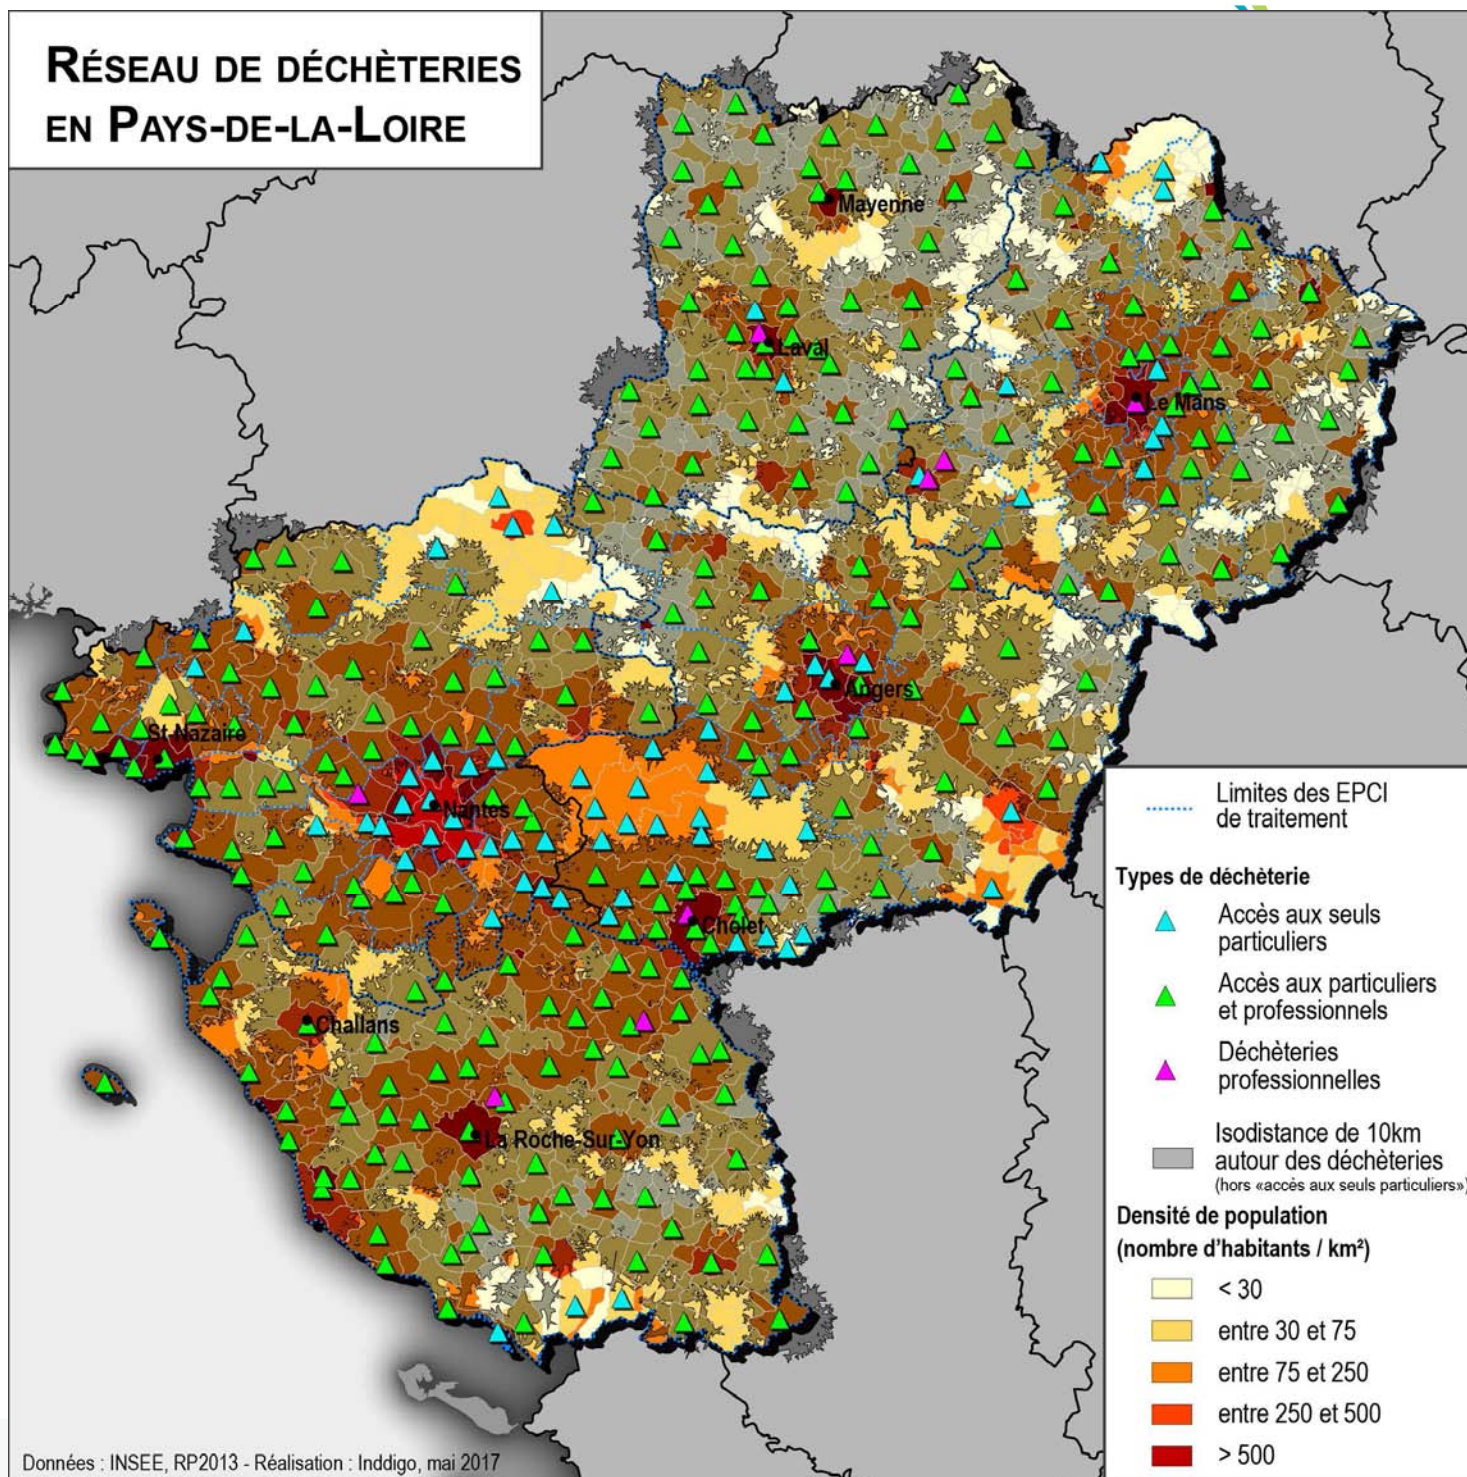 RÉSEAU DE DÉCHÈTERIES
EN PAYS-DE-LA-LOIRE
Mayenne
Laval
Le Mans
Angers
St-Nazaire
Nantes
Cholet
Challans
La Roche-Sur-Yon
Limites des EPCI
de traitement
Types de déchèterie
Accès aux seuls
particuliers
Accès aux particuliers
et professionnels
Déchèteries
professionnelles
Isodistance de 10km
autour des déchèteries
(hors «accès aux seuls particuliers»)
Densité de population
(nombre d'habitants / km²)
< 30
entre 30 et 75
entre 75 et 250
entre 250 et 500
> 500
Données : INSEE, RP2013 - Réalisation : Inddigo, mai 2017